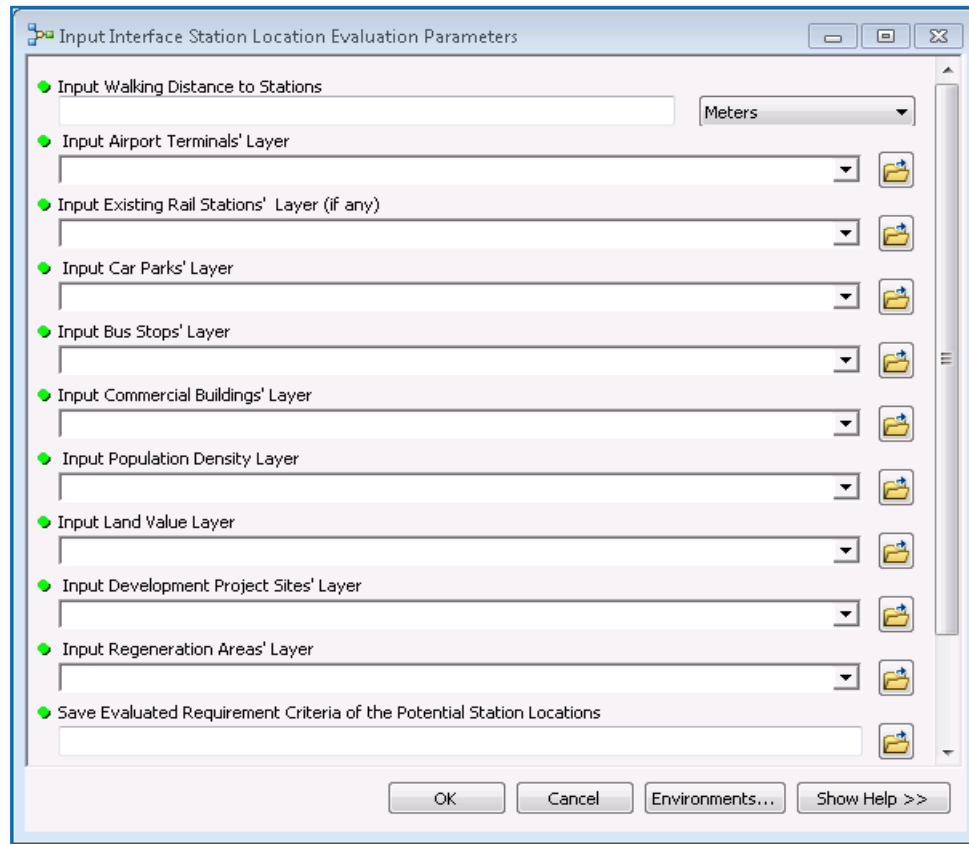 Input Interface Station Location Evaluation Parameters
Input Walking Distance to Stations
Meters
Input Airport Terminals' Layer
Input Existing Rail Stations' Layer (if any)
Input Car Parks' Layer
Input Bus Stops' Layer
Input Commercial Buildings' Layer
Input Population Density Layer
Input Land Value Layer
Input Development Project Sites' Layer
Input Regeneration Areas' Layer
Save Evaluated Requirement Criteria of the Potential Station Locations
OK Cancel Environments... Show Help >>